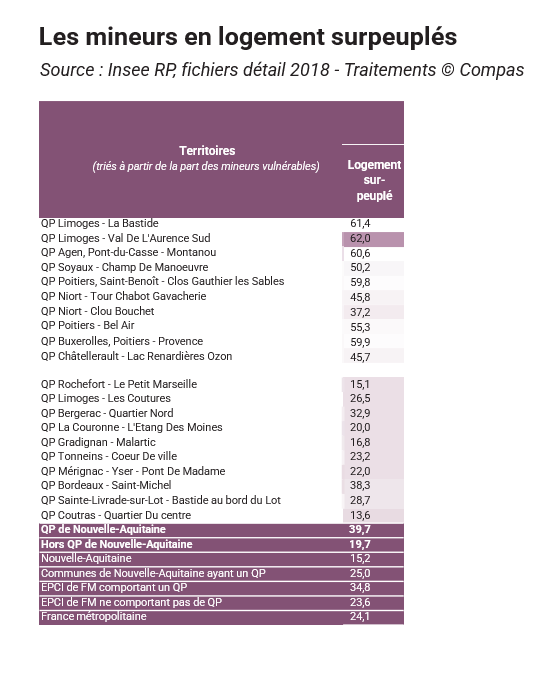 Les mineurs en logement surpeuplés
Source : Insee RP, fichiers détail 2018 - Traitements © Compas
Territoires
(triés à partir de la part des mineurs vulnérables)
Logement
sur-
peuplé
QP Limoges - La Bastide 61,4
QP Limoges - Val De L'Aurence Sud 62,0
QP Agen, Pont-du-Casse - Montanou 60,6
QP Soyaux - Champ De Manoeuvre 50,2
QP Poitiers, Saint-Benoît - Clos Gauthier les Sables 59,8
QP Niort - Tour Chabot Gavacherie 45,8
QP Niort - Clou Bouchet 37,2
QP Poitiers - Bel Air 55,3
QP Buxerolles, Poitiers - Provence 59,9
QP Châtellerault - Lac Renardières Ozon 45,7
QP Rochefort - Le Petit Marseille 15,1
QP Limoges - Les Coutures 26,5
QP Bergerac - Quartier Nord 32,9
QP La Couronne - L'Etang Des Moines 20,0
QP Gradignan - Malartic 16,8
QP Tonneins - Coeur De ville 23,2
QP Mérignac - Yser - Pont De Madame 22,0
QP Bordeaux - Saint-Michel 38,3
QP Sainte-Livrade-sur-Lot - Bastide au bord du Lot 28,7
QP Coutras - Quartier Du centre 13,6
QP de Nouvelle-Aquitaine 39,7
Hors QP de Nouvelle-Aquitaine 19,7
Nouvelle-Aquitaine 15,2
Communes de Nouvelle-Aquitaine ayant un QP 25,0
EPCI de FM comportant un QP 34,8
EPCI de FM ne comportant pas de QP 23,6
France métropolitaine 24,1